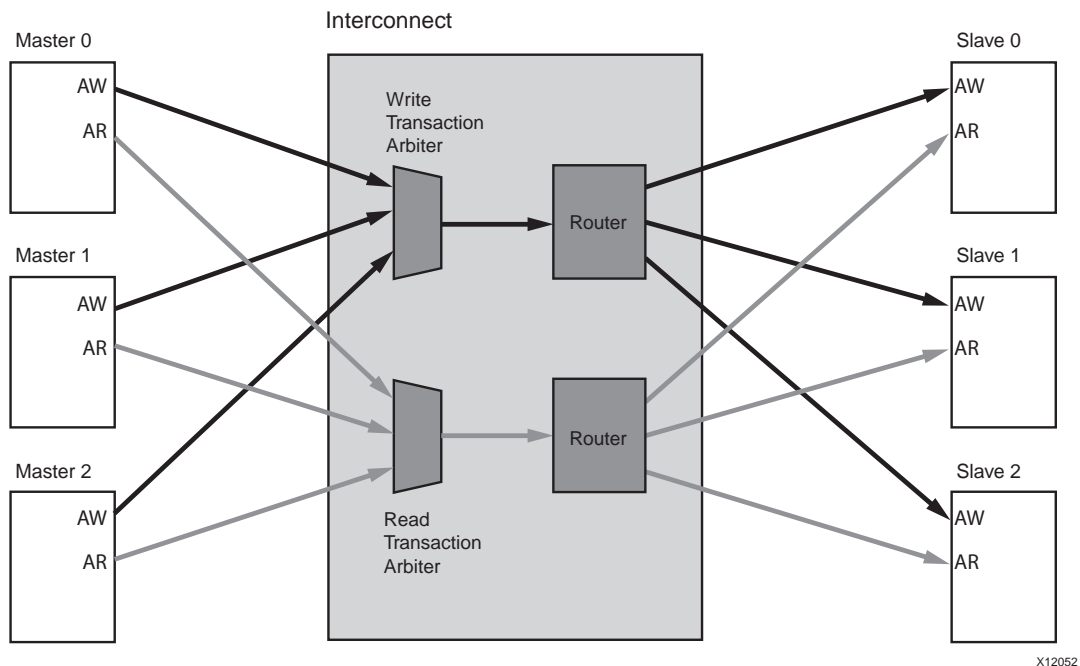 Interconnect
Master 0
AW
AR
Master 1
AW
AR
Master 2
AW
AR
Write
Transaction
Arbiter
Router
Read
Transaction
Arbiter
Router
Slave 0
AW
AR
Slave 1
AW
AR
Slave 2
AW
AR
X12052